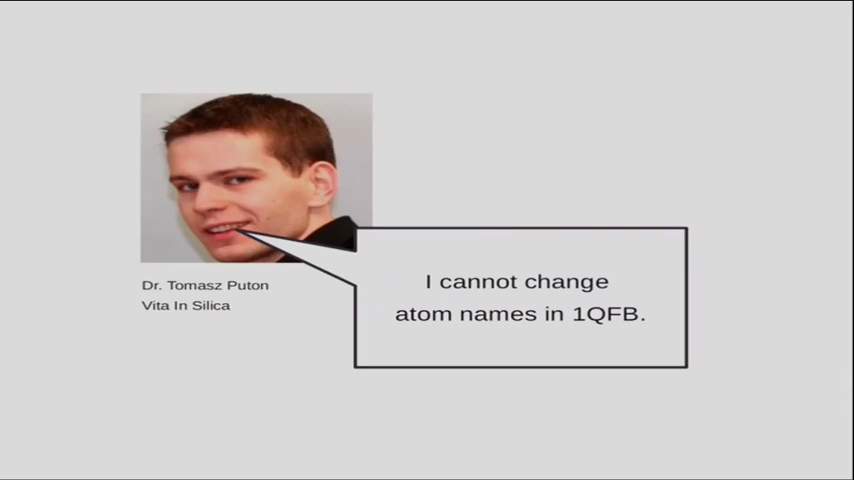 Dr. Tomasz Puton
Vita In Silica
I cannot change
atom names in 1QFB.